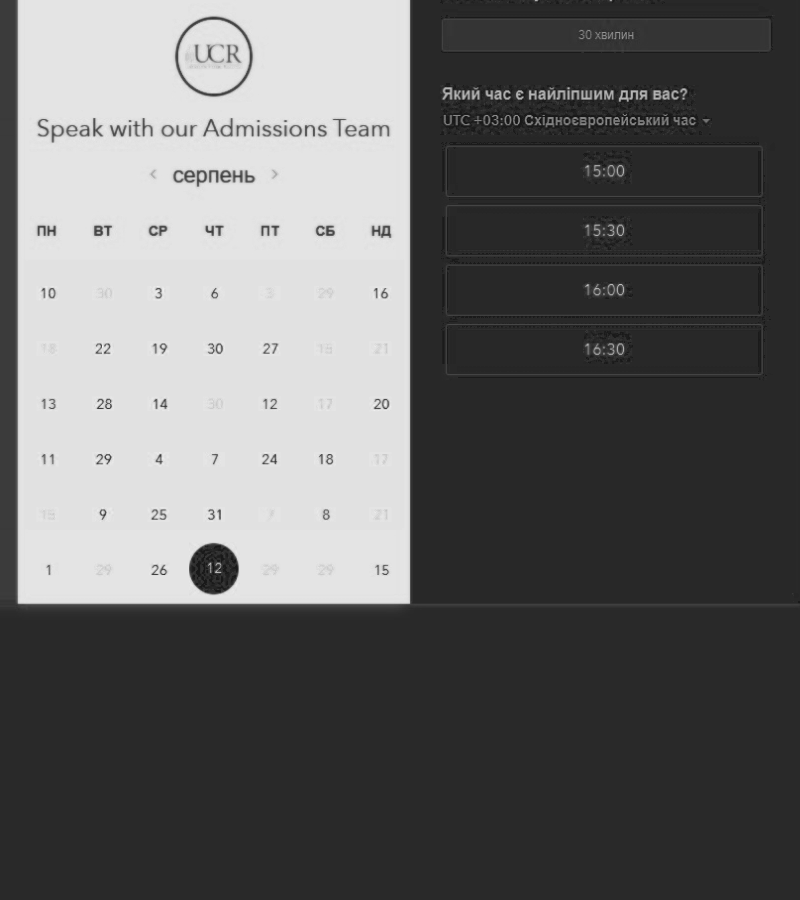 UCR
Speak with our Admissions Team
серпень
ПН ВТ СР ЧТ ПТ СБ НД
10 30 3 6 3 29 16
18 22 19 30 27 15 21
13 28 14 30 12 17 20
11 29 4 7 24 18 17
15 9 25 31 7 8 21
1 29 26 12 29 29 15
30 хвилин
Який час є найліпшим для вас?
UTC +03:00 Східноєвропейський час
15:00
15:30
16:00
16:30